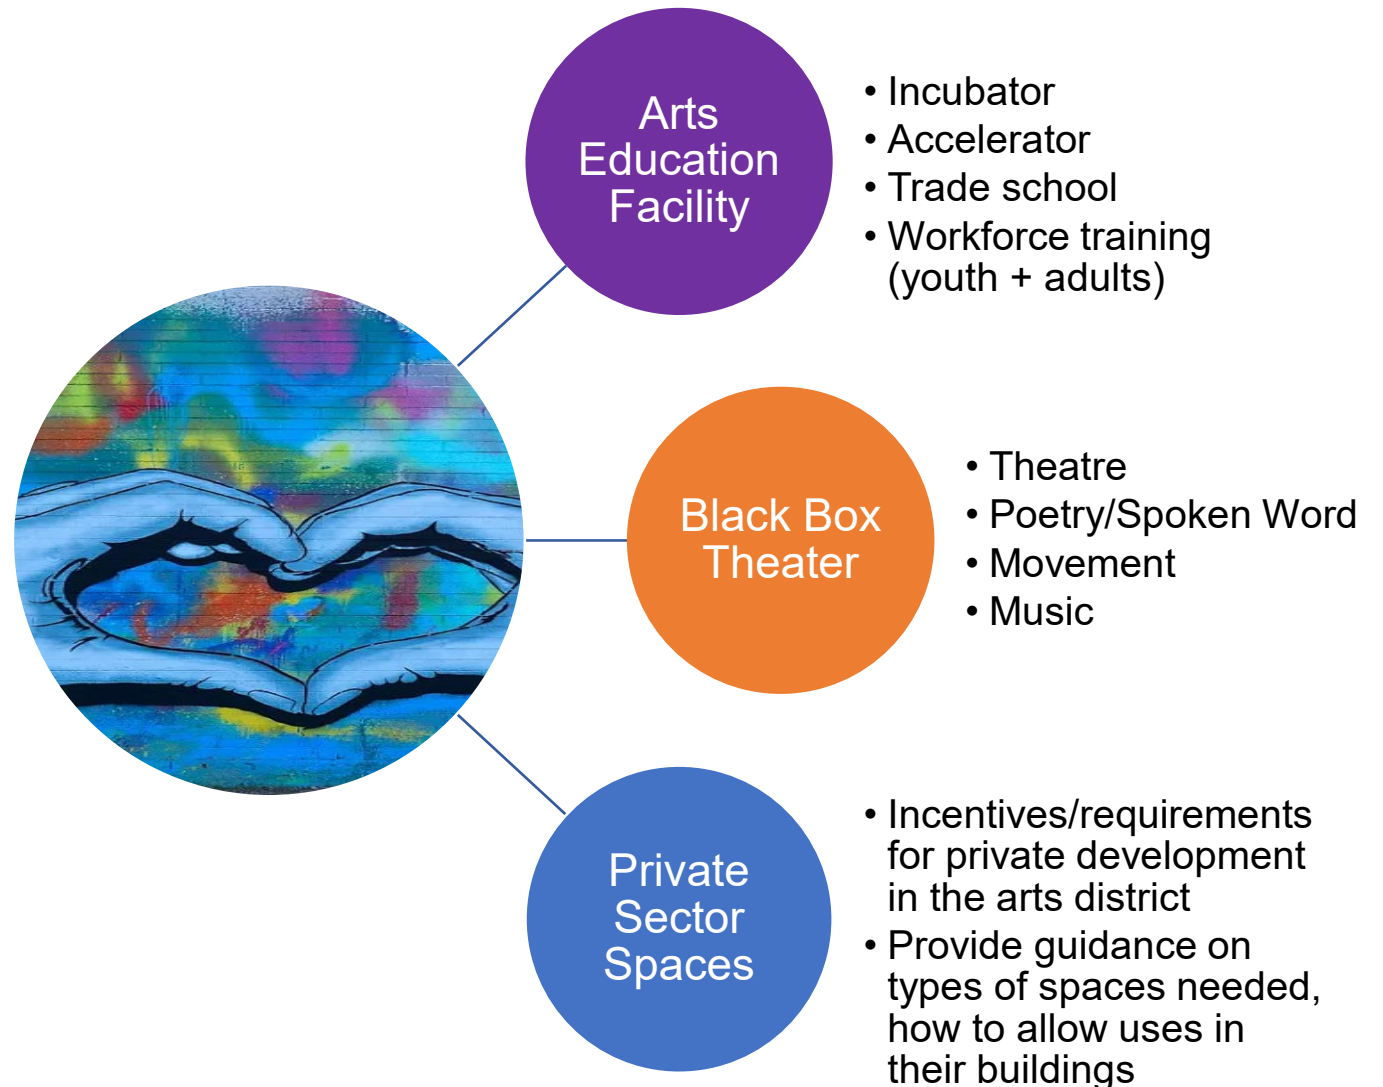 Arts
Education
Facility
• Incubator
• Accelerator
• Trade school
• Workforce training
(youth + adults)
Black Box
Theater
• Theatre
• Poetry/Spoken Word
• Movement
• Music
Private
Sector
Spaces
• Incentives/requirements
for private development
in the arts district
• Provide guidance on
types of spaces needed,
how to allow uses in
their buildings